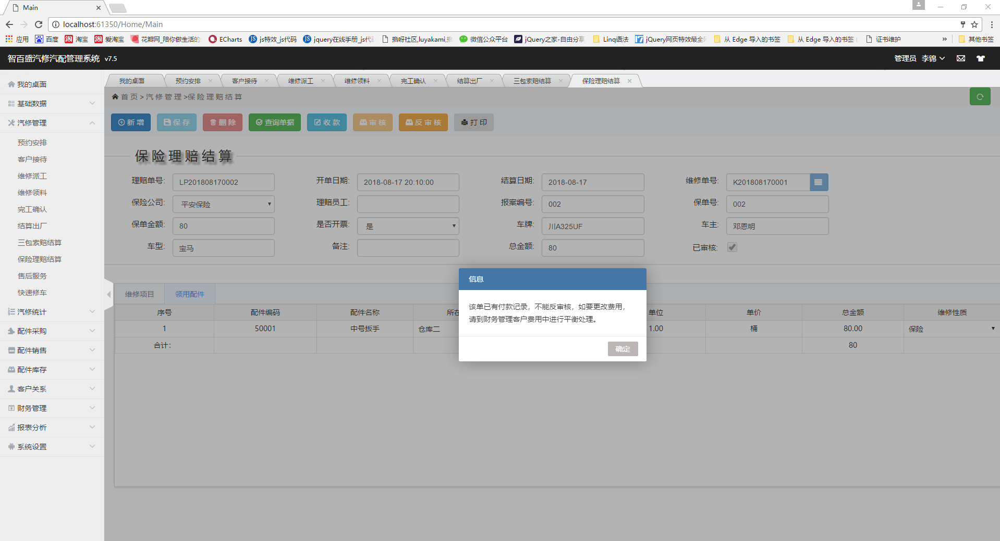 Main
localhost:61350/Home/Main
应用 百度 淘宝 爱淘宝 花瓣网_陪你做生活的 ECharts js特效_js代码 jquery在线手册_js代 撸呀社区,luyakami,撸 微信公众平台 jQuery之家-自由分享 Linq语法 jQuery网页特效最全 从 Edge 导入的书签 从 Edge 导入的书签 ( 证书维护 » 其他书签
智百盛汽修汽配管理系统 v7.5
管理员 李锦
我的桌面 预约安排 客户接待 维修派工 维修领料 完工确认 结算出厂 三包索赔结算 保险理赔结算
首页>汽修管理>保险理赔结算
我的桌面
基础数据
汽修管理
预约安排
客户接待
维修派工
维修领料
完工确认
结算出厂
三包索赔结算
保险理赔结算
售后服务
快速修车
汽修统计
配件采购
配件销售
配件库存
客户关系
财务管理
报表分析
系统设置
新增 保存 删除 查询单据 收款 审核 反审核 打印
保险理赔结算
理赔单号: LP201808170002 开单日期: 2018-08-17 20:10:00 结算日期: 2018-08-17 维修单号: K201808170001
保险公司: 平安保险 理赔员工: 报案编号: 002 保单号: 002
保单金额: 80 是否开票: 是 车牌: 川A325UF 车主: 邓恩明
车型: 宝马 备注: 总金额: 80 已审核:
维修项目 领用配件
序号 配件编码 配件名称 所在 单位 单价 总金额 维修性质
1 50001 中号扳手 仓库二 1.00 桶 80.00 保险
合计: 80
信息
该单已有付款记录，不能反审核，如要更改费用，
请到财务管理客户费用中进行平衡处理。
确定